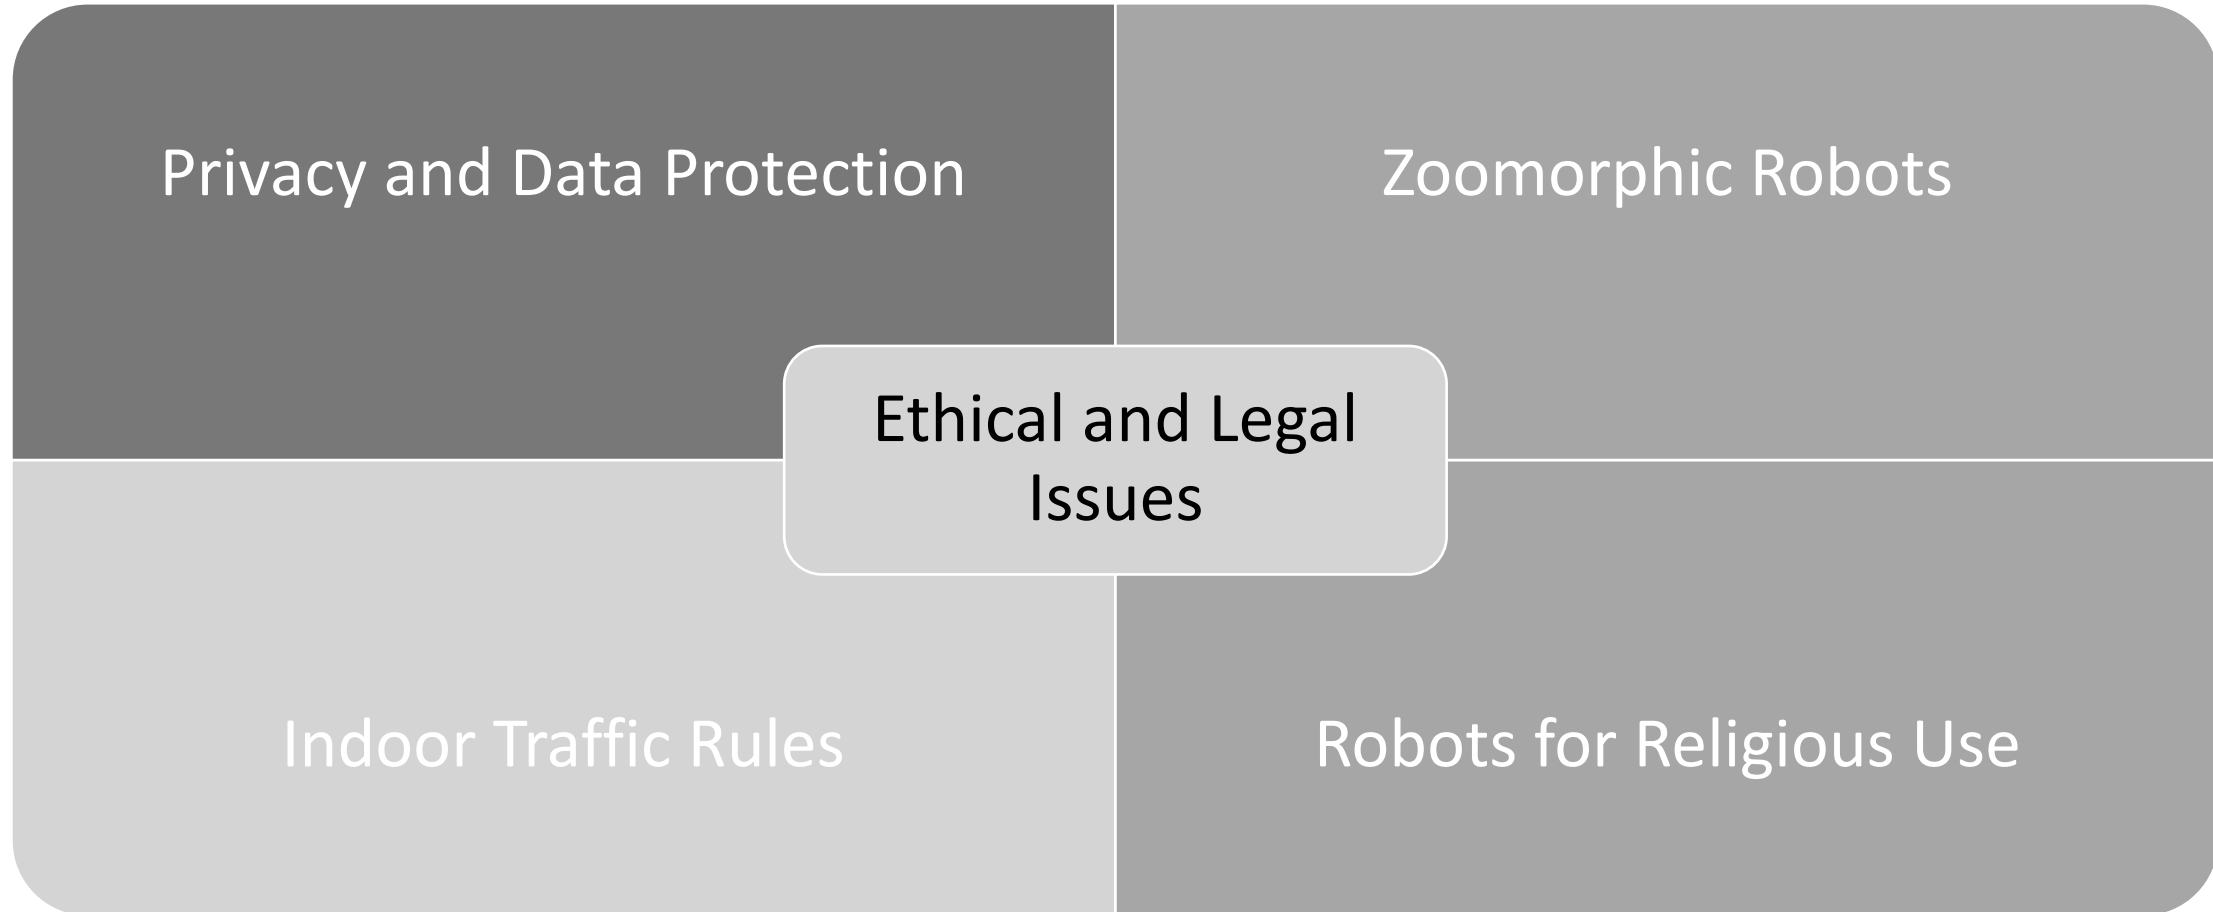 Privacy and Data Protection
Zoomorphic Robots
Ethical and Legal
Issues
Indoor Traffic Rules
Robots for Religious Use